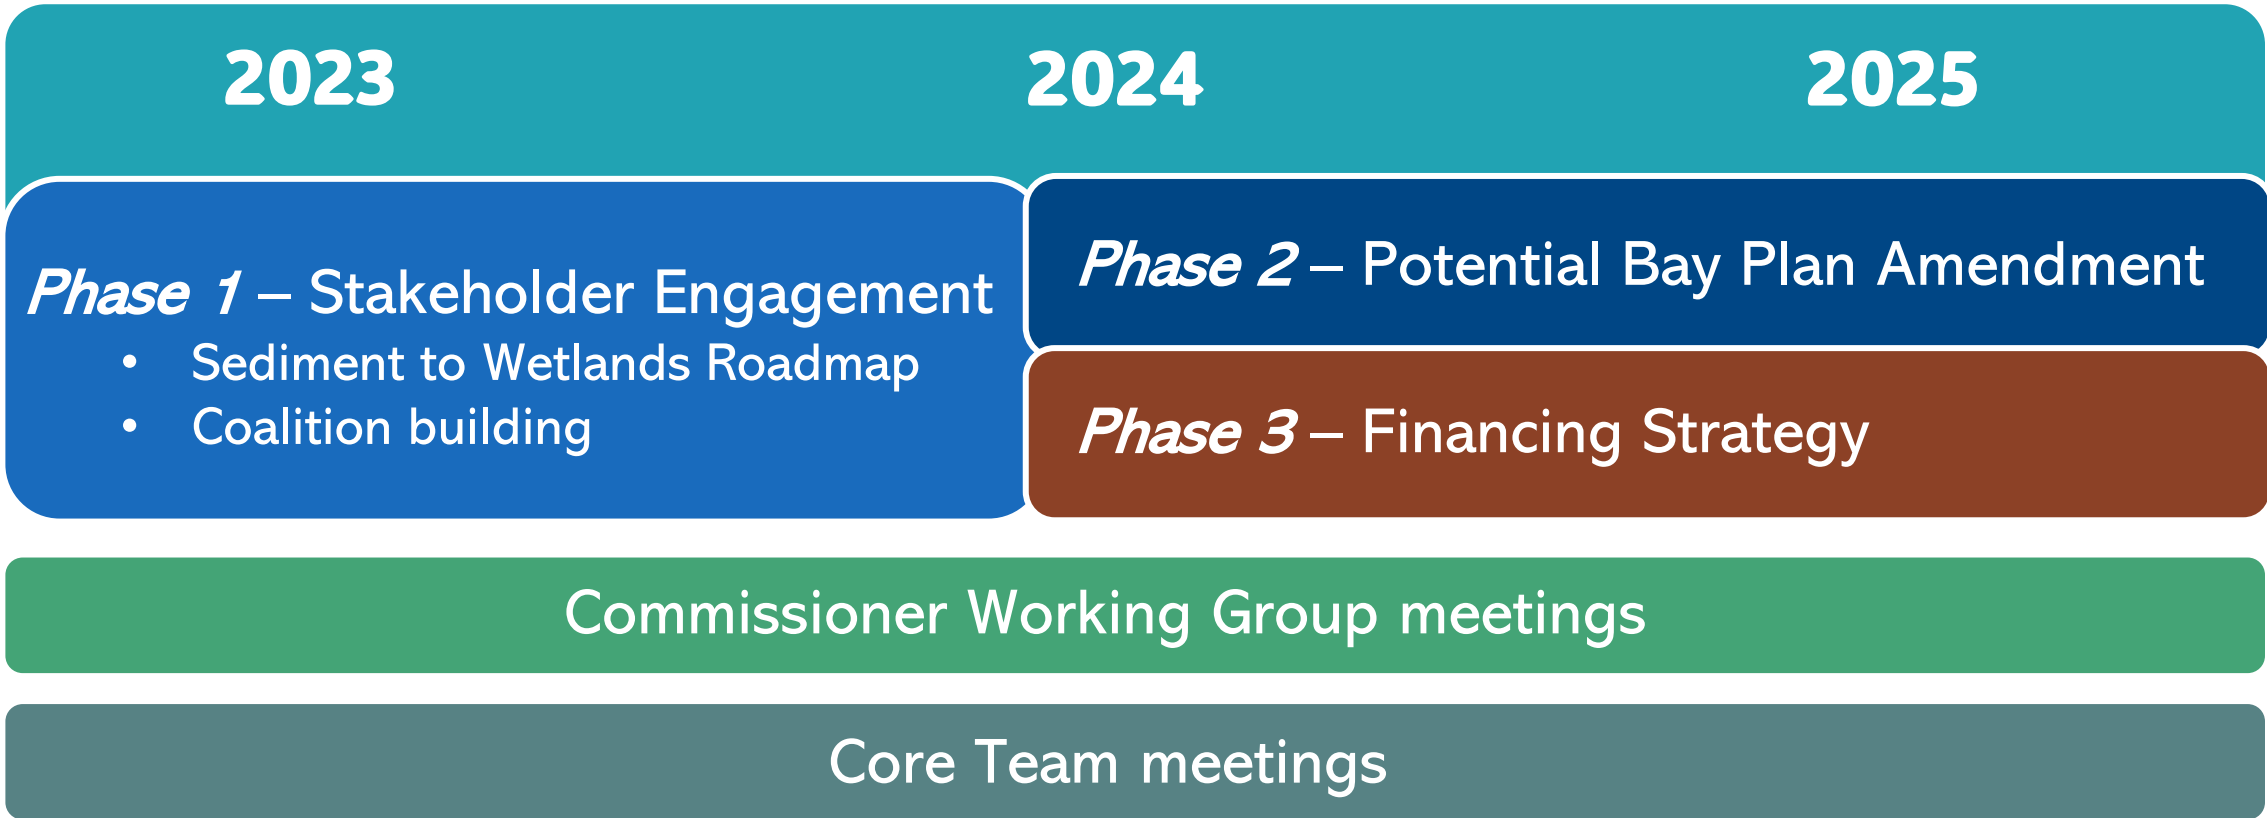 2023 2024 2025
Phase 1 – Stakeholder Engagement
• Sediment to Wetlands Roadmap
• Coalition building
Phase 2 – Potential Bay Plan Amendment
Phase 3 – Financing Strategy
Commissioner Working Group meetings
Core Team meetings